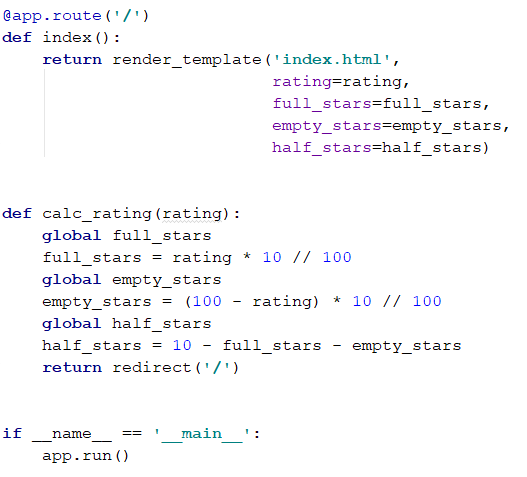 @app.route('/')
def index():
    return render_template('index.html',
                           rating=rating,
                           full_stars=full_stars,
                           empty_stars=empty_stars,
                           half_stars=half_stars)
def calc_rating(rating):
    global full_stars
    full_stars = rating * 10 // 100
    global empty_stars
    empty_stars = (100 - rating) * 10 // 100
    global half_stars
    half_stars = 10 - full_stars - empty_stars
    return redirect('/')
if __name__ == '__main__':
    app.run()